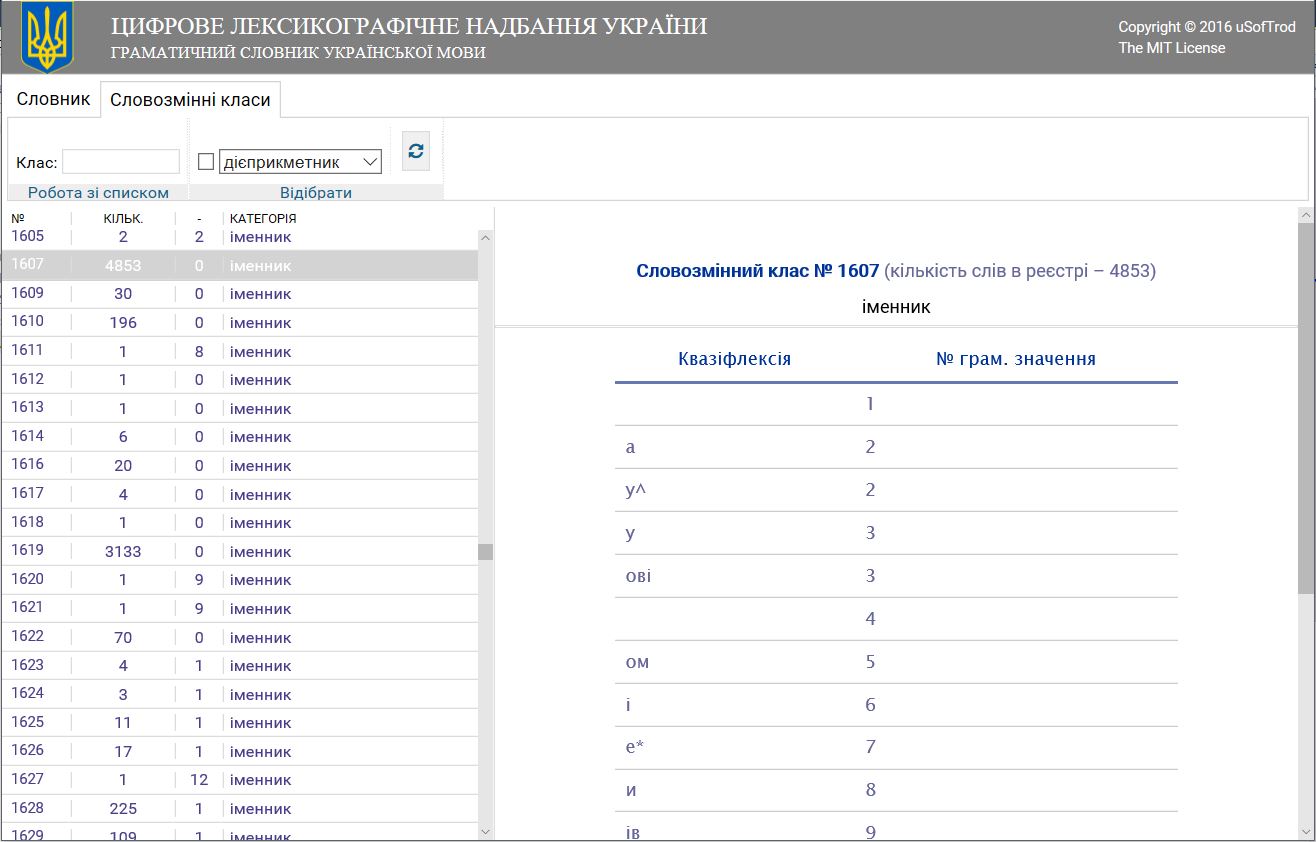 ЦИФРОВЕ ЛЕКСИКОГРАФІЧНЕ НАДБАННЯ УКРАЇНИ
ГРАМАТИЧНИЙ СЛОВНИК УКРАЇНСЬКОЇ МОВИ
Copyright © 2016 uSofTrod
The MIT License
Словник Словозмінні класи
Клас: дієприкметник
Робота зі списком Відібрати
№ КІЛЬК. - КАТЕГОРІЯ
1605 2 2 іменник
1607 4853 0 іменник
1609 30 0 іменник
1610 196 0 іменник
1611 1 8 іменник
1612 1 0 іменник
1613 1 0 іменник
1614 6 0 іменник
1616 20 0 іменник
1617 4 0 іменник
1618 1 0 іменник
1619 3133 0 іменник
1620 1 9 іменник
1621 1 9 іменник
1622 70 0 іменник
1623 4 1 іменник
1624 3 1 іменник
1625 11 1 іменник
1626 17 1 іменник
1627 1 12 іменник
1628 225 1 іменник
1629 109 1 іменник
Словозмінний клас № 1607 (кількість слів в реєстрі – 4853)
іменник
Квазіфлексія № грам. значення
1
а 2
у^ 2
у 3
ові 3
4
ом 5
і 6
е* 7
и 8
ів 9